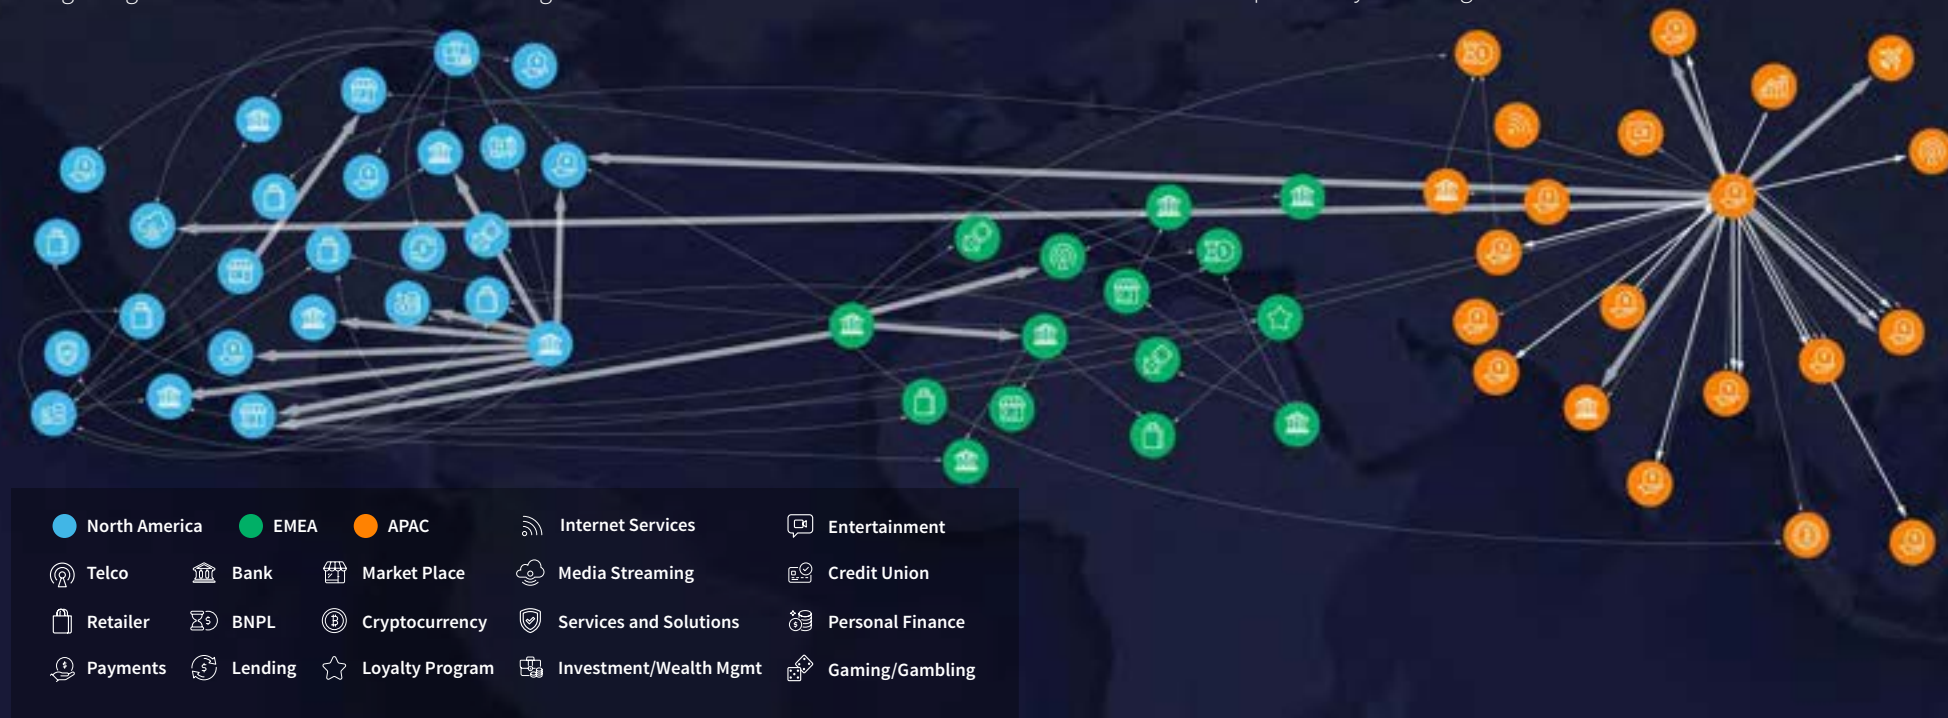 North America EMEA APAC Internet Services Entertainment
Telco Bank Market Place Media Streaming Credit Union
Retailer BNPL Cryptocurrency Services and Solutions Personal Finance
Payments Lending Loyalty Program Investment/Wealth Mgmt Gaming/Gambling